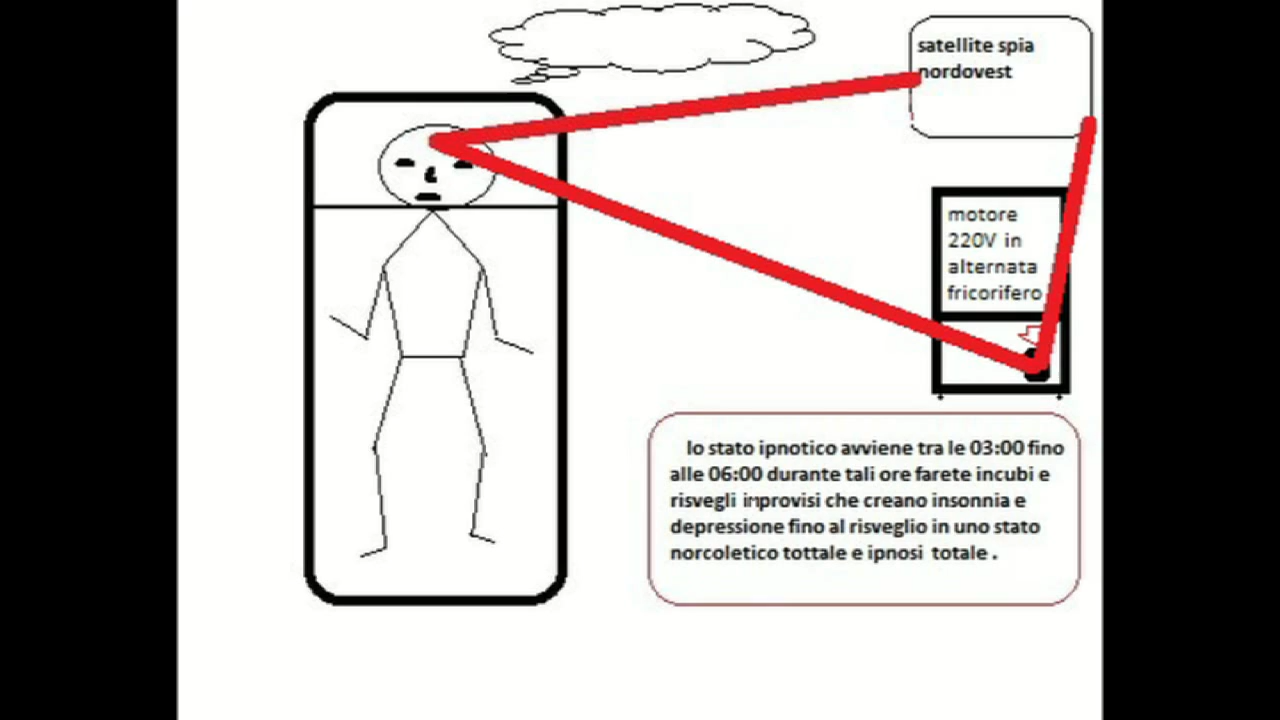 satellite spia
nordovest
motore
220V in
alternata
fricorifero
lo stato ipnotico avviene tra le 03:00 fino
alle 06:00 durante tali ore farete incubi e
risvegli improvisi che creano insonnia e
depressione fino al risveglio in uno stato
norcoletico tottale e ipnosi totale .